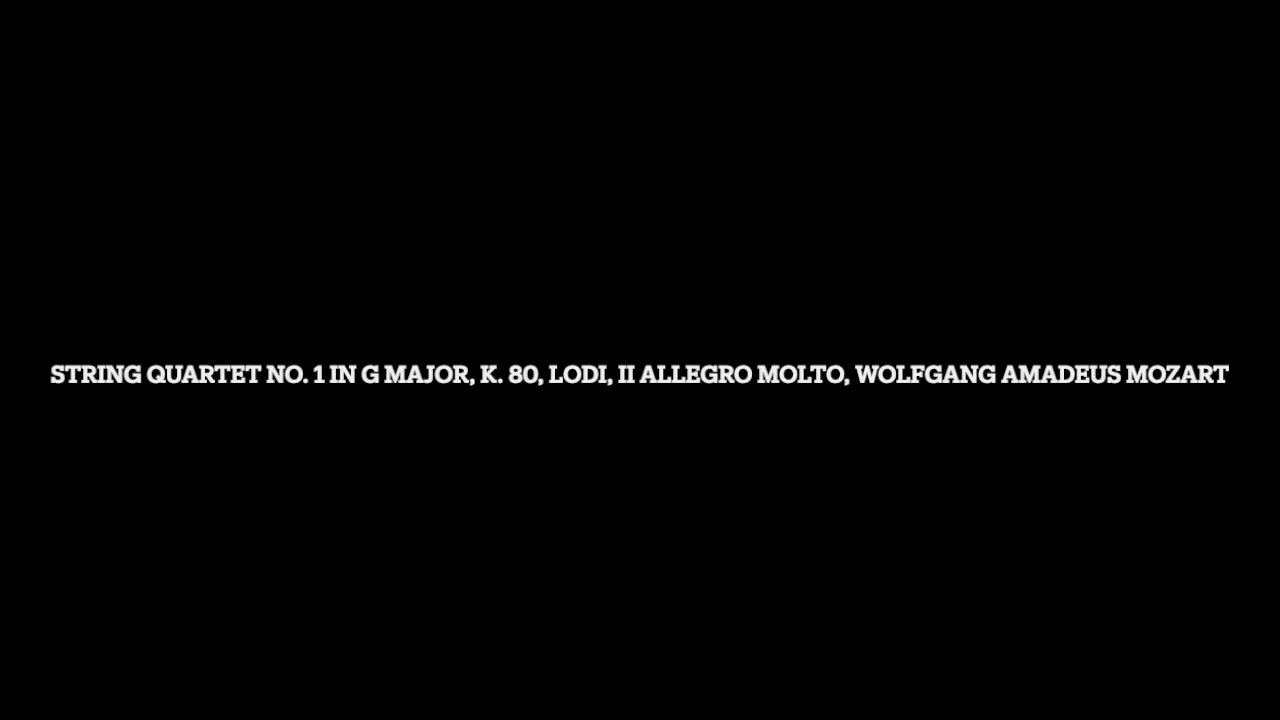 STRING QUARTET NO. 1 IN G MAJOR, K. 80, LODI, II ALLEGRO MOLTO, WOLFGANG AMADEUS MOZART